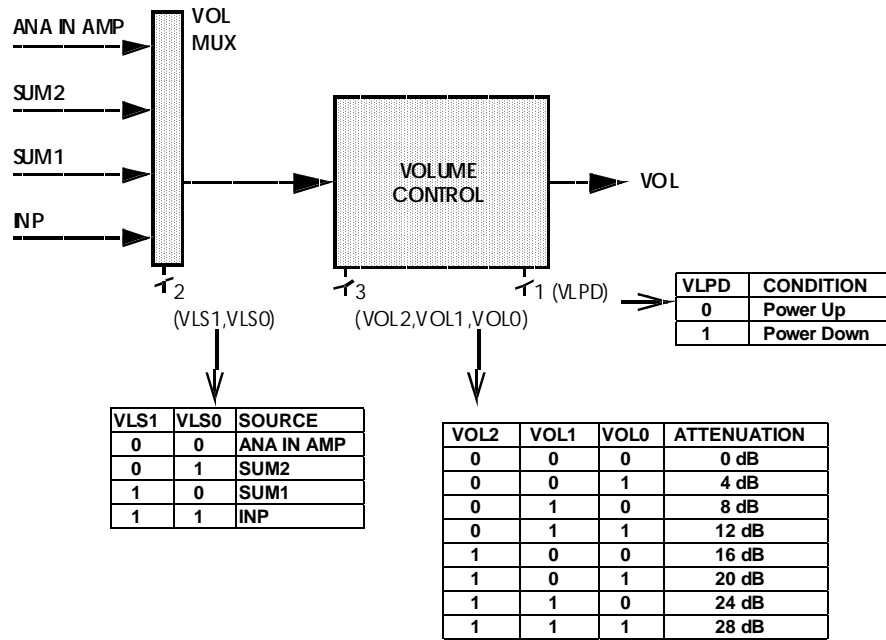 ANA IN AMP
VOL
MUX
SUM2
SUM1
INP
VOLUME
CONTROL
VOL
2
(VLS1,VLS0)
3
(VOL2,VOL1,VOL0)
1 (VLPD)
VLPD CONDITION
0 Power Up
1 Power Down
VLS1 VLS0 SOURCE
0 0 ANA IN AMP
0 1 SUM2
1 0 SUM1
1 1 INP
VOL2 VOL1 VOL0 ATTENUATION
0 0 0 0 dB
0 0 1 4 dB
0 1 0 8 dB
0 1 1 12 dB
1 0 0 16 dB
1 0 1 20 dB
1 1 0 24 dB
1 1 1 28 dB